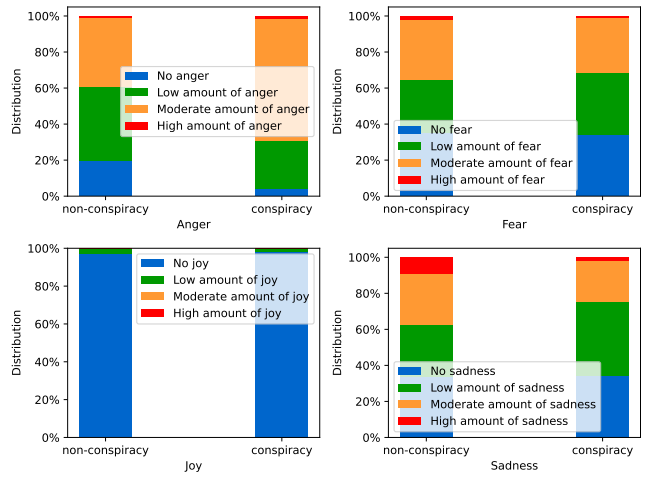 100%
80%
60%
40%
20%
0%
Distribution
No anger
Low amount of anger
Moderate amount of anger
High amount of anger
non-conspiracy
conspiracy
Anger
100%
80%
60%
40%
20%
0%
Distribution
No fear
Low amount of fear
Moderate amount of fear
High amount of fear
non-conspiracy
conspiracy
Fear
100%
80%
60%
40%
20%
0%
Distribution
No joy
Low amount of joy
Moderate amount of joy
High amount of joy
non-conspiracy
conspiracy
Joy
100%
80%
60%
40%
20%
0%
Distribution
No sadness
Low amount of sadness
Moderate amount of sadness
High amount of sadness
non-conspiracy
conspiracy
Sadness